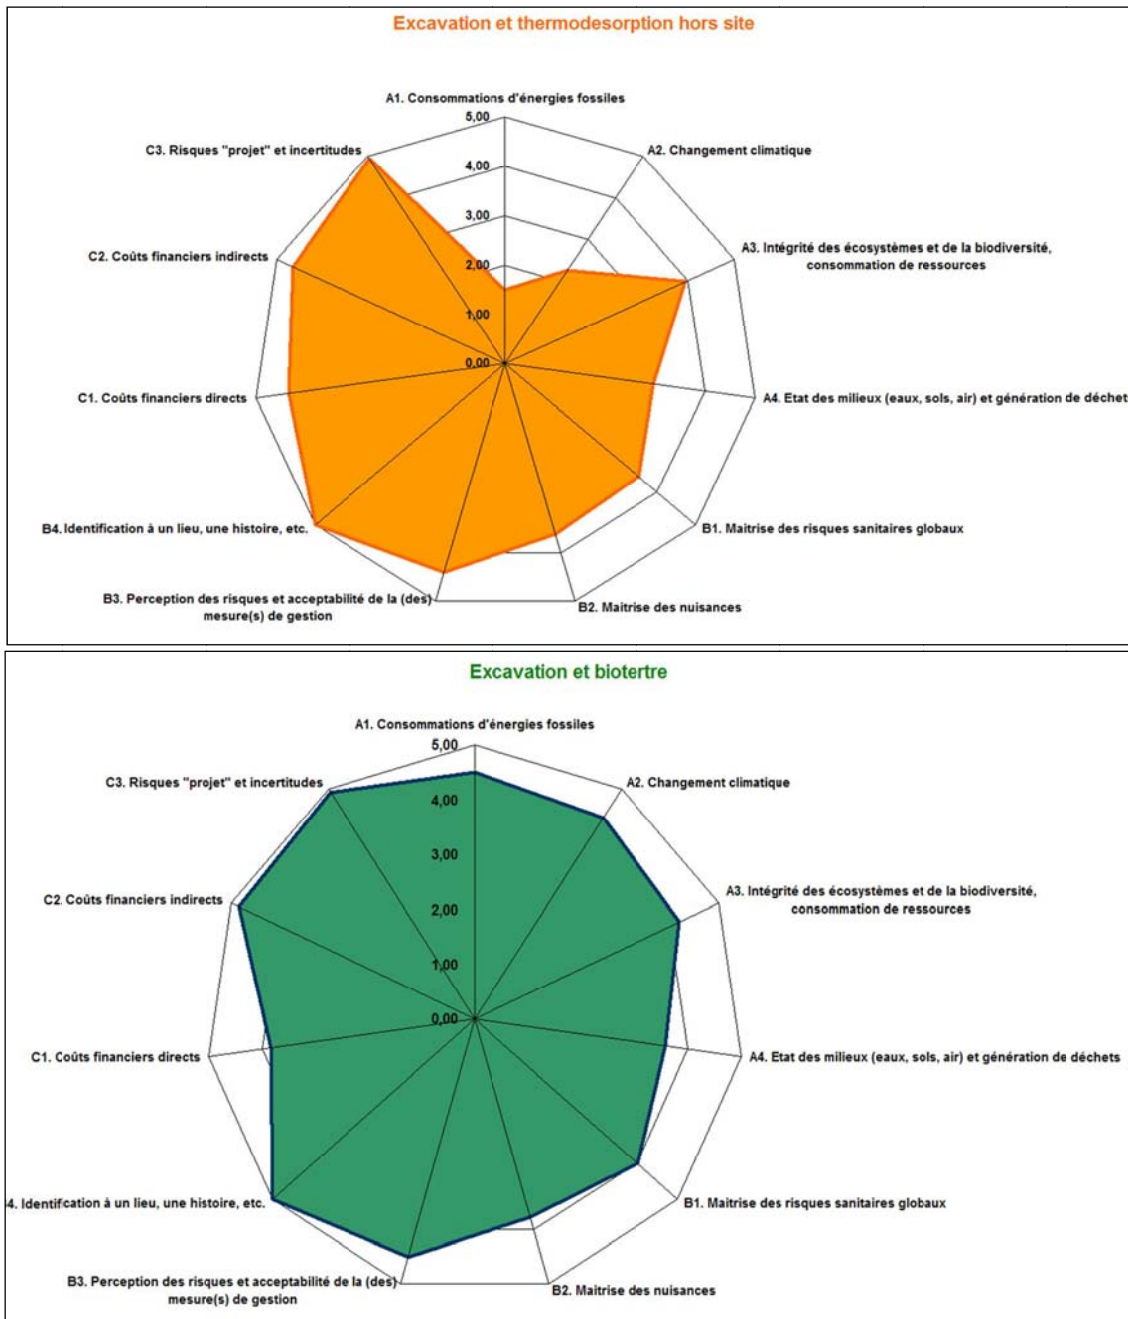 Excavation et thermodesorption hors site
A1. Consommations d'énergies fossiles
5,00
C3. Risques "projet" et incertitudes
A2. Changement climatique
4,00
3,00
C2. Coûts financiers indirects
A3. Intégrité des écosystèmes et de la biodiversité,
consommation de ressources
2,00
1,00
0,00
C1. Coûts financiers directs
A4. Etat des milieux (eaux, sols, air) et génération de déchets
B4. Identification à un lieu, une histoire, etc.
B1. Maitrise des risques sanitaires globaux
B3. Perception des risques et acceptabilité de la (des)
mesure(s) de gestion
B2. Maitrise des nuisances
Excavation et biotertre
A1. Consommations d'énergies fossiles
5,00
C3. Risques "projet" et incertitudes
A2. Changement climatique
4,00
3,00
C2. Coûts financiers indirects
A3. Intégrité des écosystèmes et de la biodiversité,
consommation de ressources
2,00
1,00
0,00
C1. Coûts financiers directs
A4. Etat des milieux (eaux, sols, air) et génération de déchets
4. Identification à un lieu, une histoire, etc.
B1. Maitrise des risques sanitaires globaux
B3. Perception des risques et acceptabilité de la (des)
mesure(s) de gestion
B2. Maitrise des nuisances